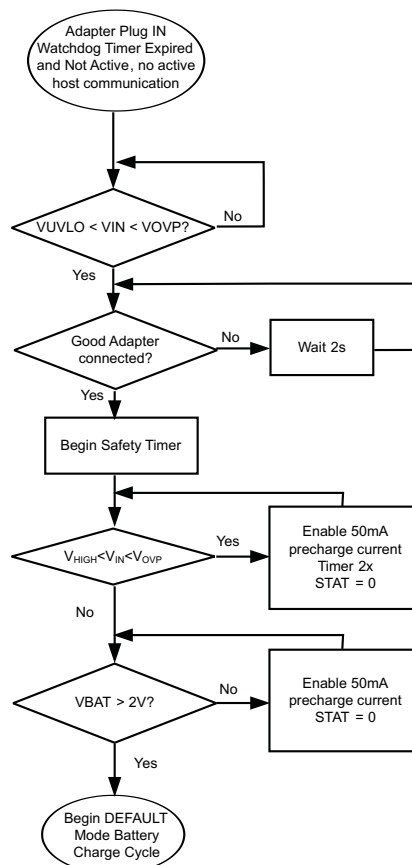 Adapter Plug IN
Watchdog Timer Expired
and Not Active, no active
host communication
VUVLO < VIN < VOVP?
No
Yes
Good Adapter
connected?
No
Wait 2s
Yes
Begin Safety Timer
VHIGH<VIN<VOVP
Yes
Enable 50mA
precharge current
Timer 2x
STAT = 0
No
VBAT > 2V?
No
Enable 50mA
precharge current
STAT = 0
Yes
Begin DEFAULT
Mode Battery
Charge Cycle